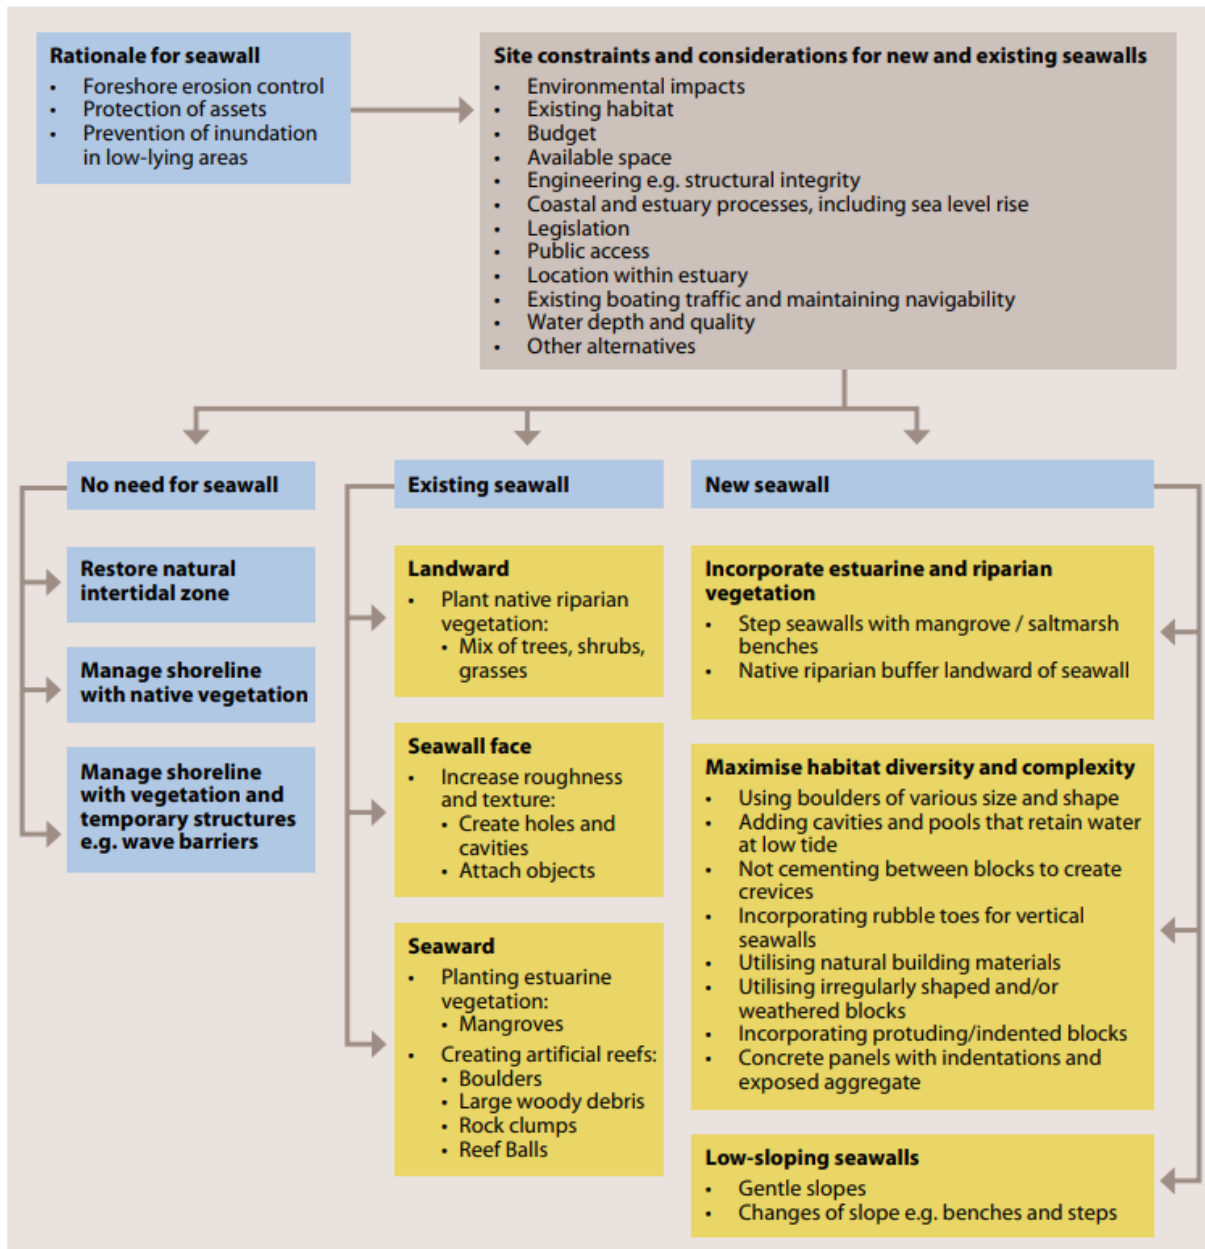 Rationale for seawall
• Foreshore erosion control
• Protection of assets
• Prevention of inundation
in low-lying areas
Site constraints and considerations for new and existing seawalls
• Environmental impacts
• Existing habitat
• Budget
• Available space
• Engineering e.g. structural integrity
• Coastal and estuary processes, including sea level rise
• Legislation
• Public access
• Location within estuary
• Existing boating traffic and maintaining navigability
• Water depth and quality
• Other alternatives
No need for seawall
Restore natural
intertidal zone
Manage shoreline
with native vegetation
Manage shoreline
with vegetation and
temporary structures
e.g. wave barriers
Existing seawall
Landward
• Plant native riparian
vegetation:
• Mix of trees, shrubs,
grasses
Seawall face
• Increase roughness
and texture:
• Create holes and
cavities
• Attach objects
Seaward
• Planting estuarine
vegetation:
• Mangroves
• Creating artificial reefs:
• Boulders
• Large woody debris
• Rock clumps
• Reef Balls
New seawall
Incorporate estuarine and riparian
vegetation
• Step seawalls with mangrove / saltmarsh
benches
• Native riparian buffer landward of seawall
Maximise habitat diversity and complexity
• Using boulders of various size and shape
• Adding cavities and pools that retain water
at low tide
• Not cementing between blocks to create
crevices
• Incorporating rubble toes for vertical
seawalls
• Utilising natural building materials
• Utilising irregularly shaped and/or
weathered blocks
• Incorporating protuding/indented blocks
• Concrete panels with indentations and
exposed aggregate
Low-sloping seawalls
• Gentle slopes
• Changes of slope e.g. benches and steps